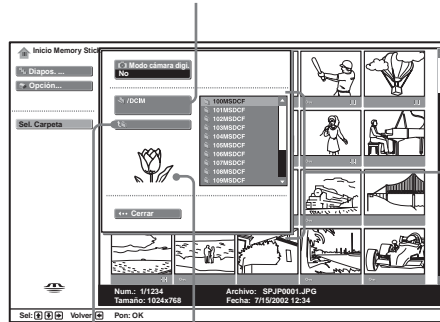 Inicio Memory Stick
Diapos. ...
Opción...
Sel. Carpeta
Modo cámara digi.
No
/DCIM
100MSDCF
101MSDCF
102MSDCF
103MSDCF
104MSDCF
105MSDCF
106MSDCF
107MSDCF
108MSDCF
109MSDCF
Cerrar
Num.: 1/1234 Archivo: SPJP0001.JPG
Tamaño: 1024x768 Fecha: 7/15/2002 12:34
Sel: Volver Pon: OK